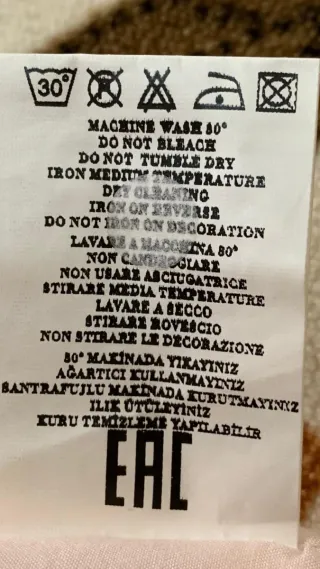 30°
MACHINE WASH 30°
DO NOT BLEACH
DO NOT TUMBLE DRY
IRON MEDIUM TEMPERATURE
DRY CLEANING
IRON ON REVERSE
DO NOT IRON ON DECORATION
LAVARE A MACCHINA 30°
NON CANDEGGIARE
NON USARE ASCIUGATRICE
STIRARE MEDIA TEMPERATURE
LAVARE A SECCO
STIRARE ROVESCIO
NON STIRARE LE DECORAZIONE
30° MAKİNADA YIKAYINIZ
AĞARTICI KULLANMAYINIZ
SANTRAFUJLU MAKİNADA KURUTMAYINIZ
ILIK ÜTÜLEYİNİZ
KURU TEMİZLEME YAPILABİLİR
EAC